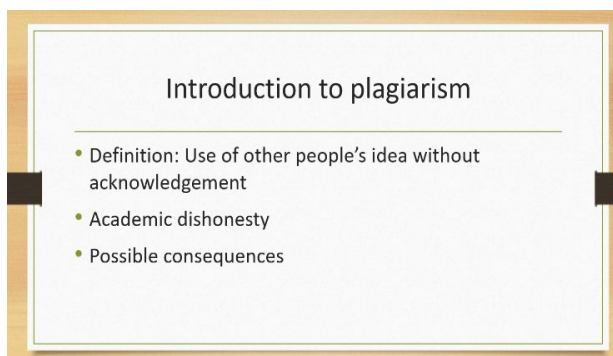 Introduction to plagiarism
• Definition: Use of other people’s idea without
acknowledgement
• Academic dishonesty
• Possible consequences